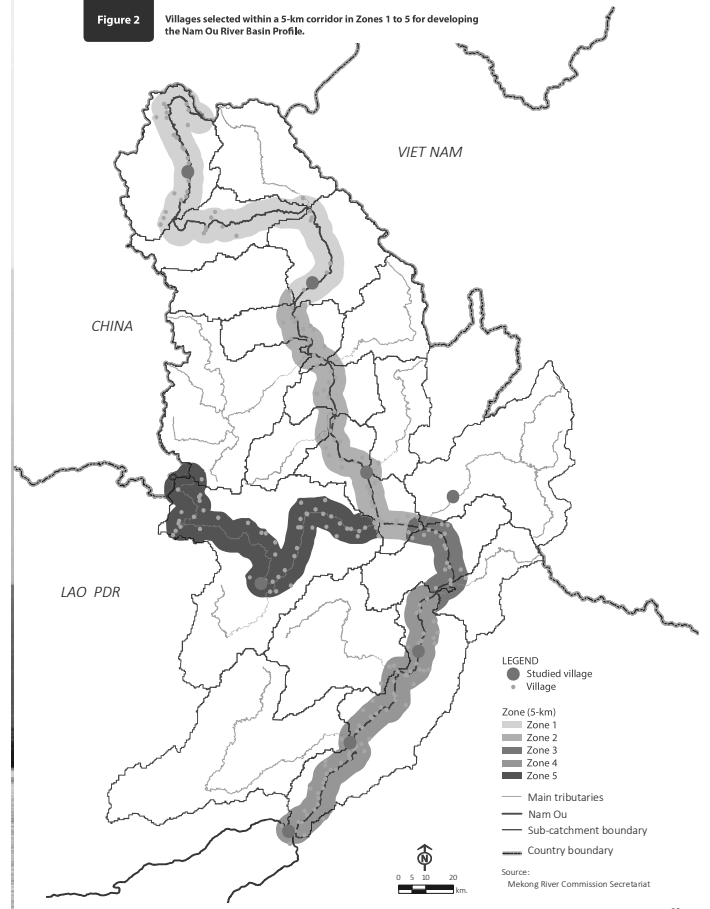 Figure 2
Villages selected within a 5-km corridor in Zones 1 to 5 for developing
the Nam Ou River Basin Profile.
VIET NAM
CHINA
LAO PDR
LEGEND
Studied village
Village
Zone (5-km)
Zone 1
Zone 2
Zone 3
Zone 4
Zone 5
Main tributaries
Nam Ou
Sub-catchment boundary
Country boundary
N
0 5 10 20
km.
Source:
Mekong River Commission Secretariat